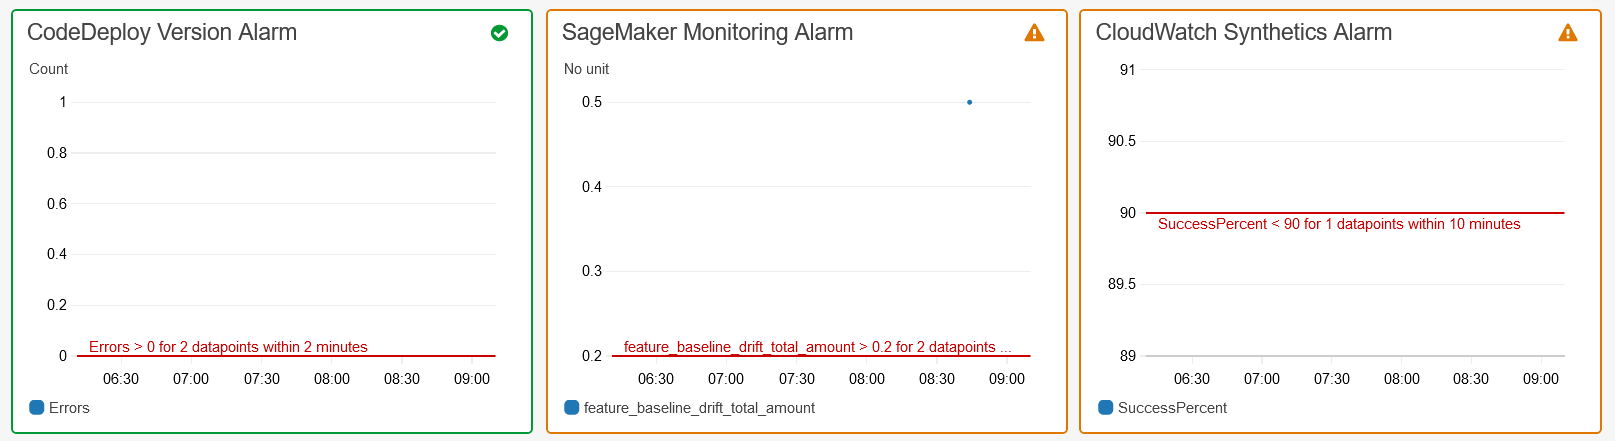 CodeDeploy Version Alarm
Count
1
0.8
0.6
0.4
0.2
0
Errors > 0 for 2 datapoints within 2 minutes
06:30 07:00 07:30 08:00 08:30 09:00
Errors
SageMaker Monitoring Alarm
No unit
0.5
0.4
0.3
0.2
feature_baseline_drift_total_amount > 0.2 for 2 datapoints ...
06:30 07:00 07:30 08:00 08:30 09:00
feature_baseline_drift_total_amount
CloudWatch Synthetics Alarm
91
90.5
90
SuccessPercent < 90 for 1 datapoints within 10 minutes
89.5
89
06:30 07:00 07:30 08:00 08:30 09:00
SuccessPercent